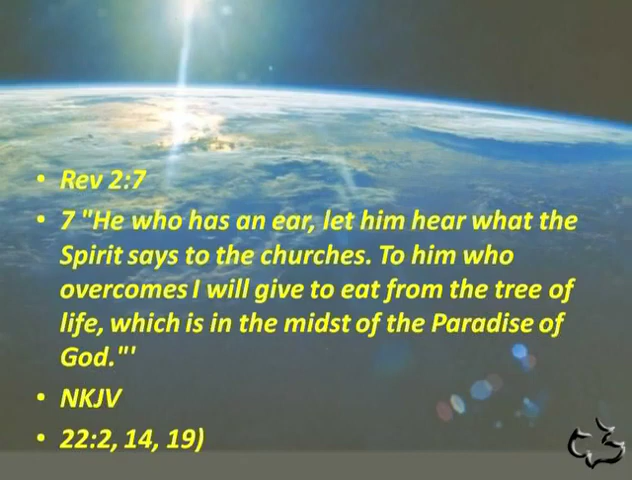 • Rev 2:7
• 7 "He who has an ear, let him hear what the
Spirit says to the churches. To him who
overcomes I will give to eat from the tree of
life, which is in the midst of the Paradise of
God."'
• NKJV
• 22:2, 14, 19)